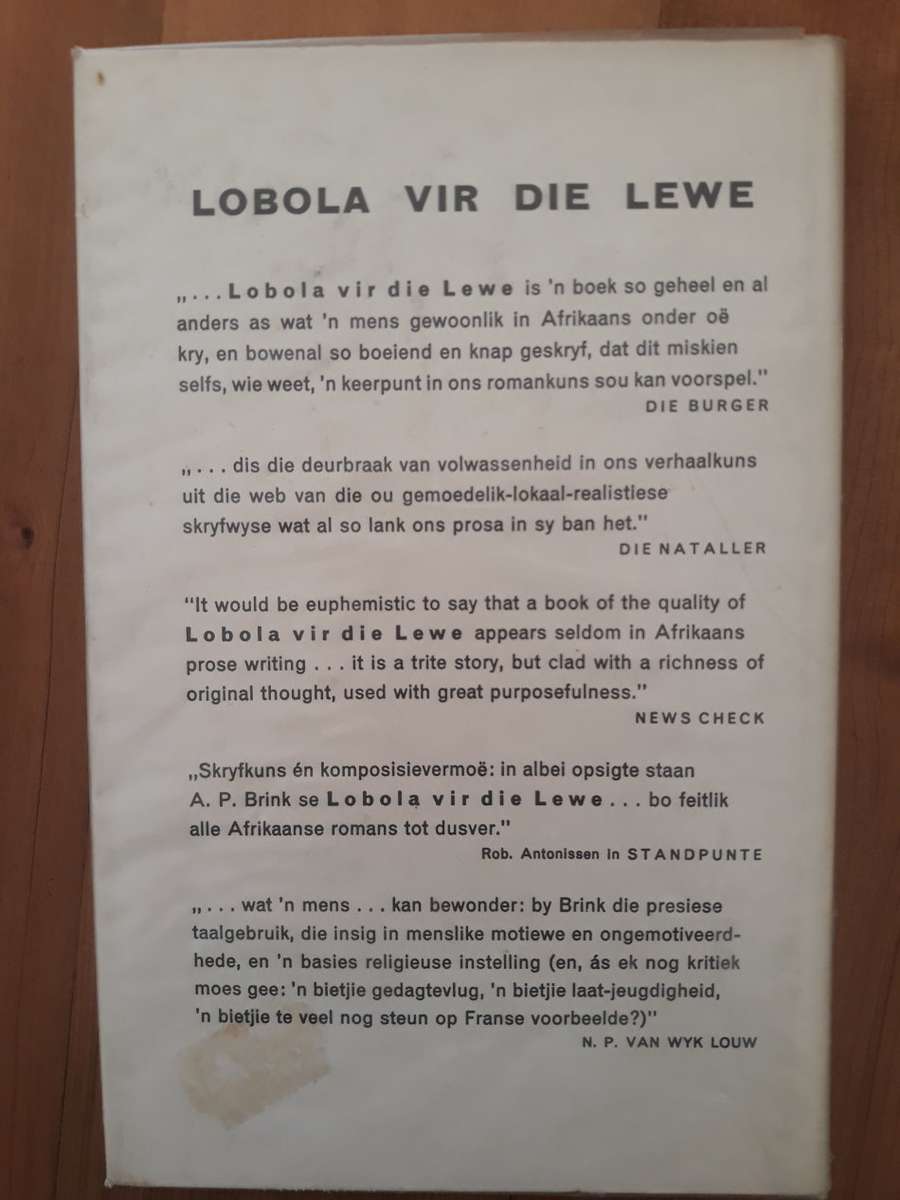 LOBOLA VIR DIE LEWE
„... Lobola vir die Lewe is 'n boek so geheel en al
anders as wat 'n mens gewoonlik in Afrikaans onder oë
kry, en bowenal so boeiend en knap geskryf, dat dit miskien
selfs, wie weet, 'n keerpunt in ons romankuns sou kan voorspel."
DIE BURGER
„... dis die deurbraak van volwassenheid in ons verhaalkuns
uit die web van die ou gemoedelik-lokaal-realistiese
skryfwyse wat al so lank ons prosa in sy ban het."
DIE NATALLER
"It would be euphemistic to say that a book of the quality of
Lobola vir die Lewe appears seldom in Afrikaans
prose writing ... it is a trite story, but clad with a richness of
original thought, used with great purposefulness."
NEWS CHECK
„Skryfkuns én komposisievermoë: in albei opsigte staan
A. P. Brink se Lobola vir die Lewe ... bo feitlik
alle Afrikaanse romans tot dusver."
Rob. Antonissen in STANDPUNTE
„... wat 'n mens ... kan bewonder: by Brink die presiese
taalgebruik, die insig in menslike motiewe en ongemotiveerd-
hede, en 'n basies religieuse instelling (en, ás ek nog kritiek
moes gee: 'n bietjie gedagtevlug, 'n bietjie laat-jeugdigheid,
'n bietjie te veel nog steun op Franse voorbeelde?)"
N. P. VAN WYK LOUW